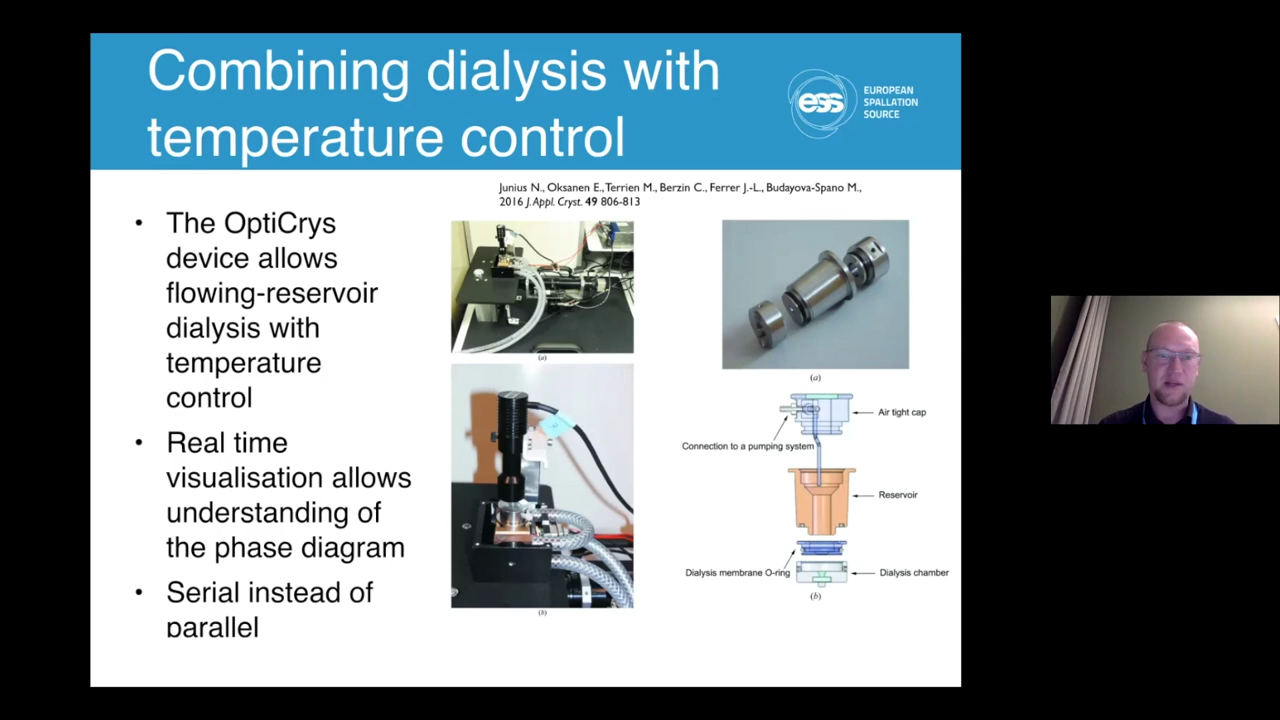 Combining dialysis with
temperature control
ess
EUROPEAN
SPALLATION
SOURCE
Junius N., Oksanen E., Terrien M., Berzin C., Ferrer J.-L., Budayova-Spano M.,
2016 J. Appl. Cryst. 49 806-813
• The OptiCrys
device allows
flowing-reservoir
dialysis with
temperature
control
• Real time
visualisation allows
understanding of
the phase diagram
• Serial instead of
parallel
(a)
(b)
(a)
Air tight cap
Connection to a pumping system
Reservoir
Dialysis membrane O-ring
Dialysis chamber
(b)